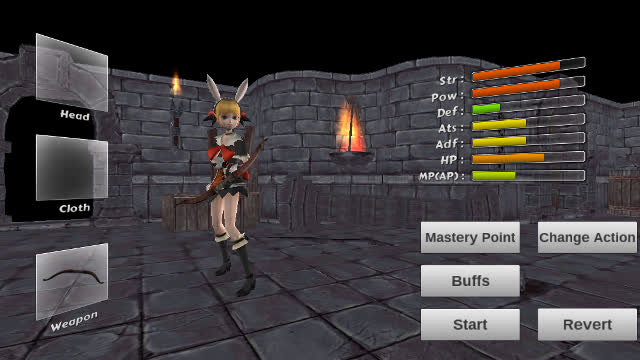 Head
Cloth
Weapon
Str :
Pow :
Def :
Ats :
Adf :
HP :
MP(AP) :
Mastery Point
Change Action
Buffs
Start
Revert